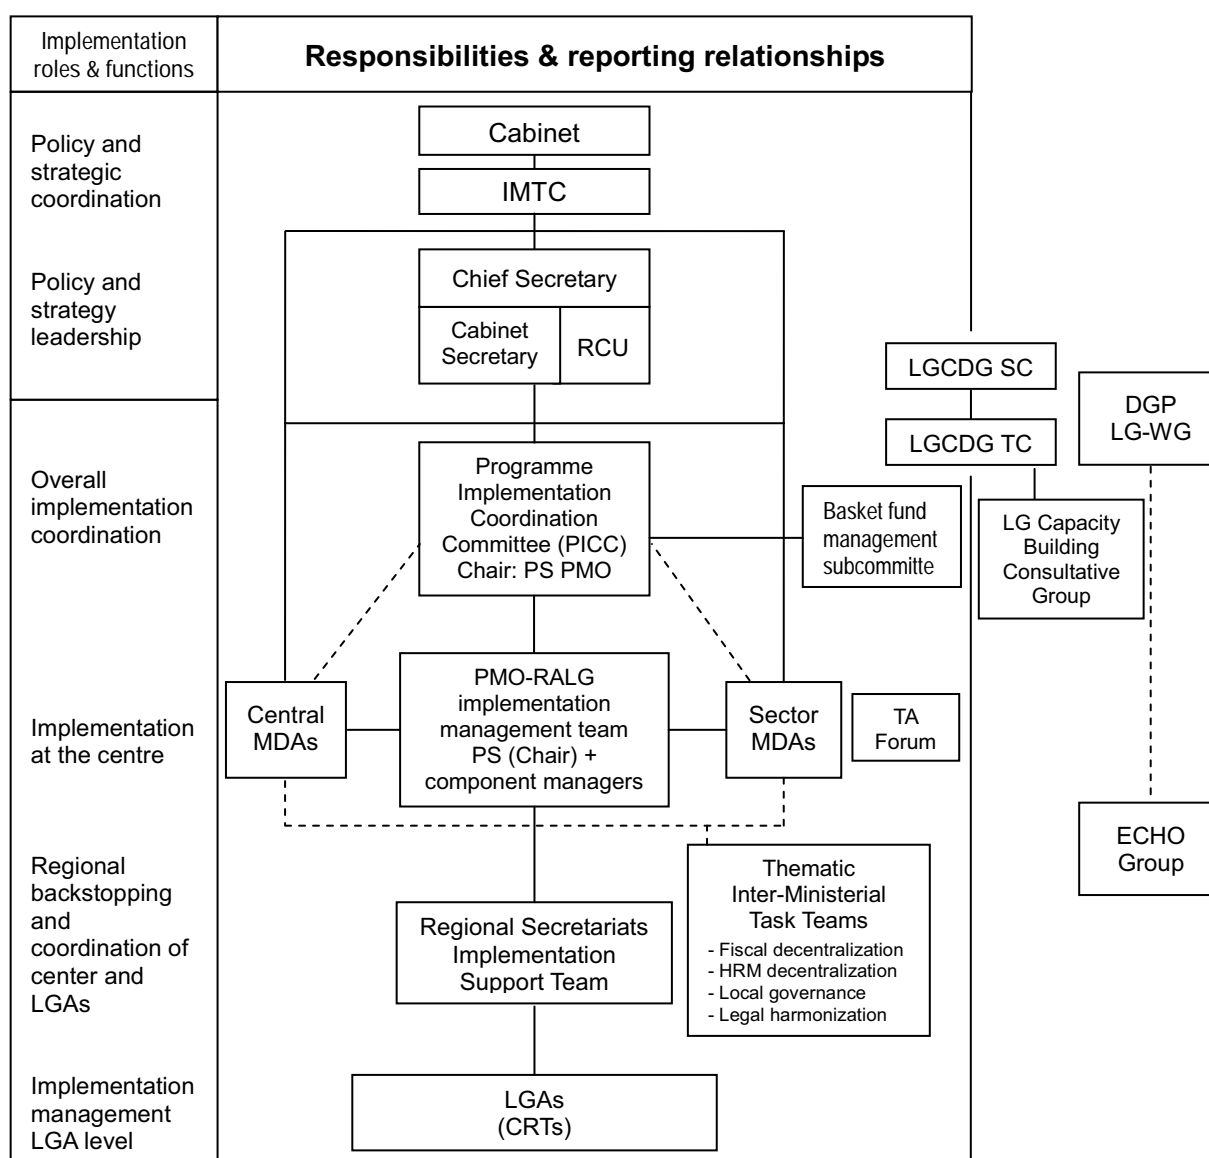 Implementation
roles & functions
Responsibilities & reporting relationships
Policy and
strategic
coordination
Cabinet
IMTC
Policy and
strategy
leadership
Chief Secretary
Cabinet
Secretary
RCU
LGCDG SC
LGCDG TC
DGP
LG-WG
Overall
implementation
coordination
Programme
Implementation
Coordination
Committee (PICC)
Chair: PS PMO
Basket fund
management
subcommitte
LG Capacity
Building
Consultative
Group
Implementation
at the centre
Central
MDAs
PMO-RALG
implementation
management team
PS (Chair) +
component managers
Sector
MDAs
TA
Forum
ECHO
Group
Regional
backstopping
and
coordination of
center and
LGAs
Regional Secretariats
Implementation
Support Team
Thematic
Inter-Ministerial
Task Teams
- Fiscal decentralization
- HRM decentralization
- Local governance
- Legal harmonization
Implementation
management
LGA level
LGAs
(CRTs)